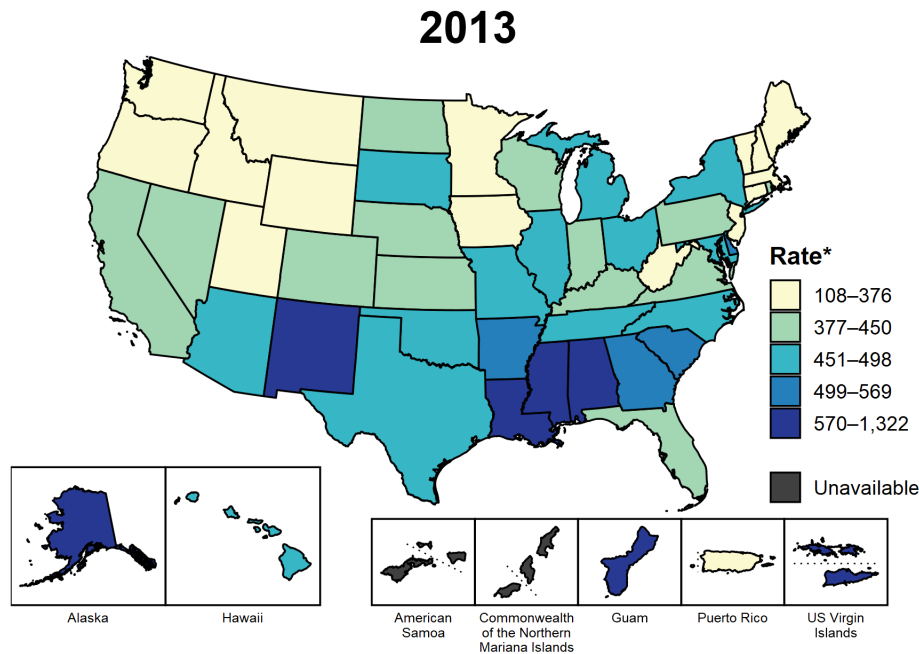 2013
Rate*
108–376
377–450
451–498
499–569
570–1,322
Unavailable
Alaska
Hawaii
American
Samoa
Commonwealth
of the Northern
Mariana Islands
Guam
Puerto Rico
US Virgin
Islands